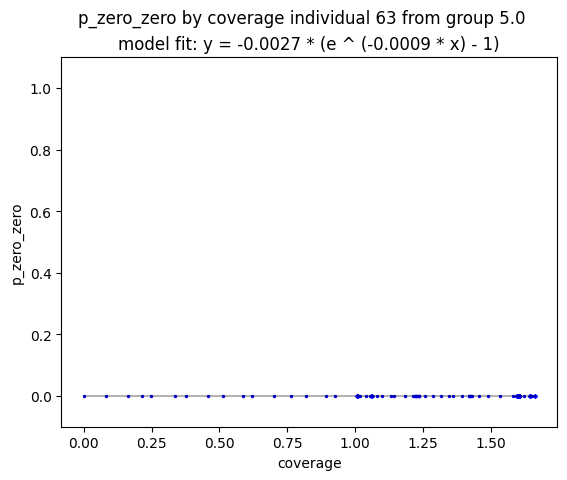 p_zero_zero by coverage individual 63 from group 5.0
model fit: y = -0.0027 * (e ^ (-0.0009 * x) - 1)
1.0
0.8
0.6
0.4
0.2
0.0
p_zero_zero
0.00 0.25 0.50 0.75 1.00 1.25 1.50
coverage